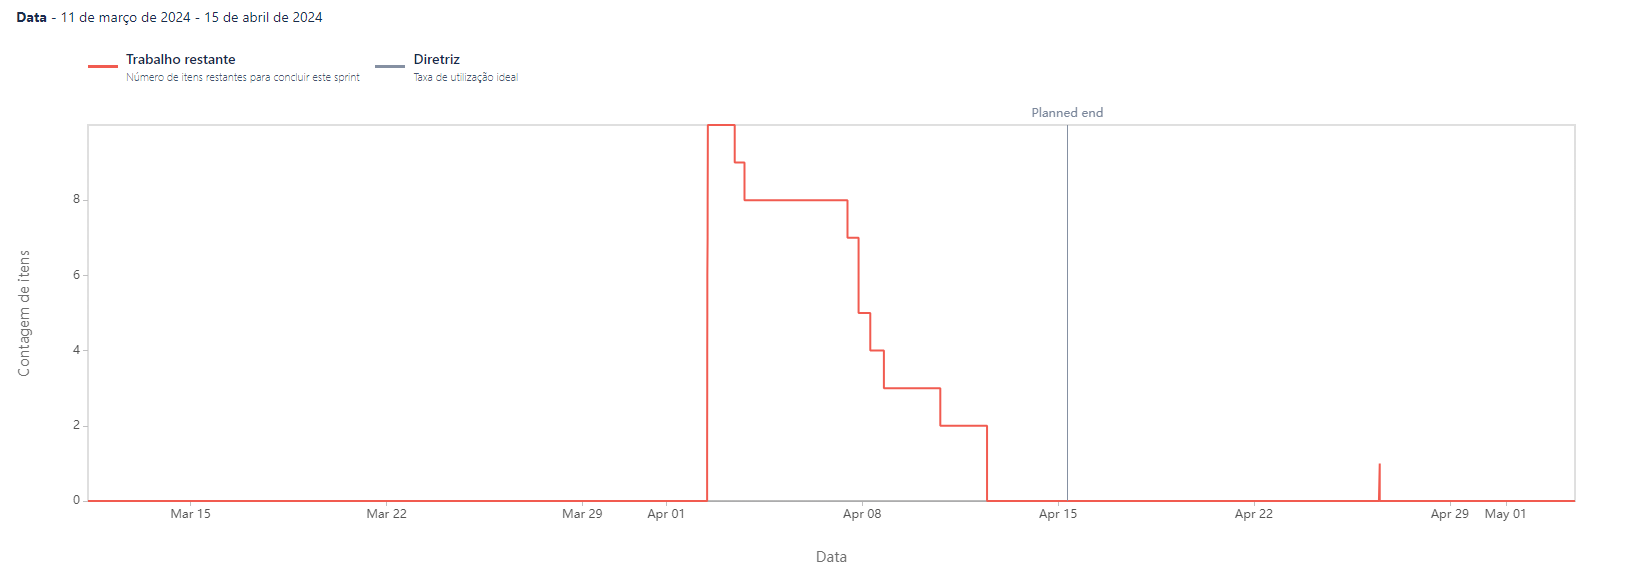 Data - 11 de março de 2024 - 15 de abril de 2024
Trabalho restante
Número de itens restantes para concluir este sprint
Diretriz
Taxa de utilização ideal
Planned end
8
6
4
2
0
Contagem de itens
Mar 15
Mar 22
Mar 29
Apr 01
Apr 08
Apr 15
Apr 22
Apr 29
May 01
Data